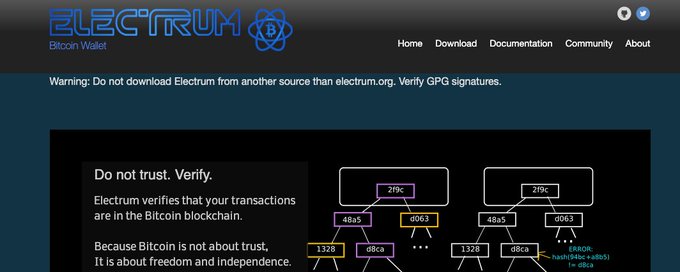 ELECTRUM
Bitcoin Wallet
Home Download Documentation Community About
Warning: Do not download Electrum from another source than electrum.org. Verify GPG signatures.
Do not trust. Verify.
Electrum verifies that your transactions
are in the Bitcoin blockchain.
Because Bitcoin is not about trust,
It is about freedom and independence.
2f9c
48a5 d063
...
1328 d8ca
2f9c
48a5 d063
...
1328 d8ca
ERROR:
hash(94bc+a8b5)
!= d8ca